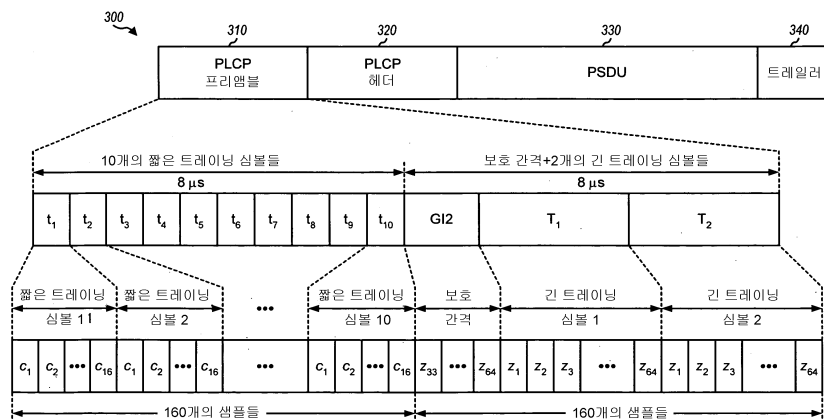 300
310
320
330
340
PLCP
프리앰블
PLCP
헤더
PSDU
트레일러
10개의 짧은 트레이닝 심볼들
보호 간격+2개의 긴 트레이닝 심볼들
8 μs
8 μs
t1 t2 t3 t4 t5 t6 t7 t8 t9 t10 GI2 T1 T2
짧은 트레이닝 짧은 트레이닝 짧은 트레이닝 보호 긴 트레이닝 긴 트레이닝
심볼 11 심볼 2 ••• 심볼 10 간격 심볼 1 심볼 2
c1 c2 ••• c16 c1 c2 ••• c16 ••• c1 c2 ••• c16 z33 ••• z64 z1 z2 z3 ••• z64 z1 z2 z3 ••• z64
160개의 샘플들
160개의 샘플들